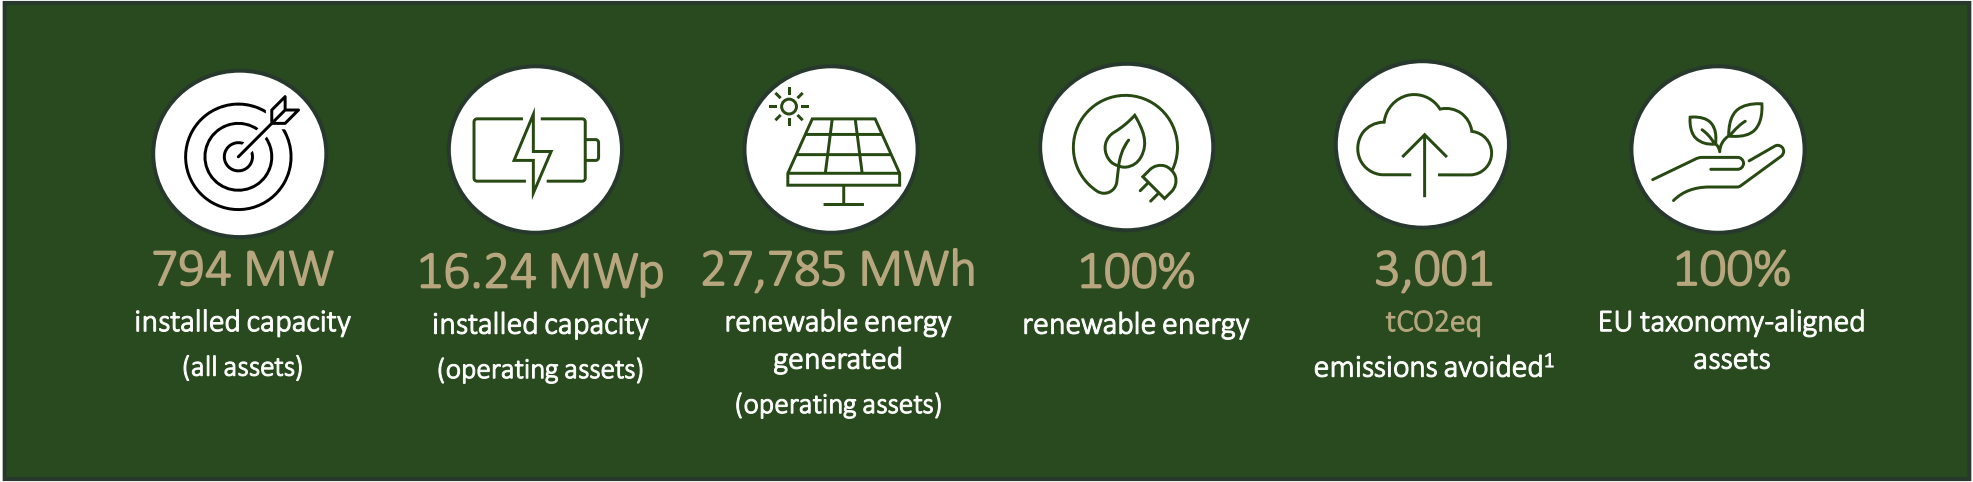 794 MW
installed capacity
(all assets)
16.24 MWp
installed capacity
(operating assets)
27,785 MWh
renewable energy
generated
(operating assets)
100%
renewable energy
3,001
tCO2eq
emissions avoided¹
100%
EU taxonomy-aligned
assets